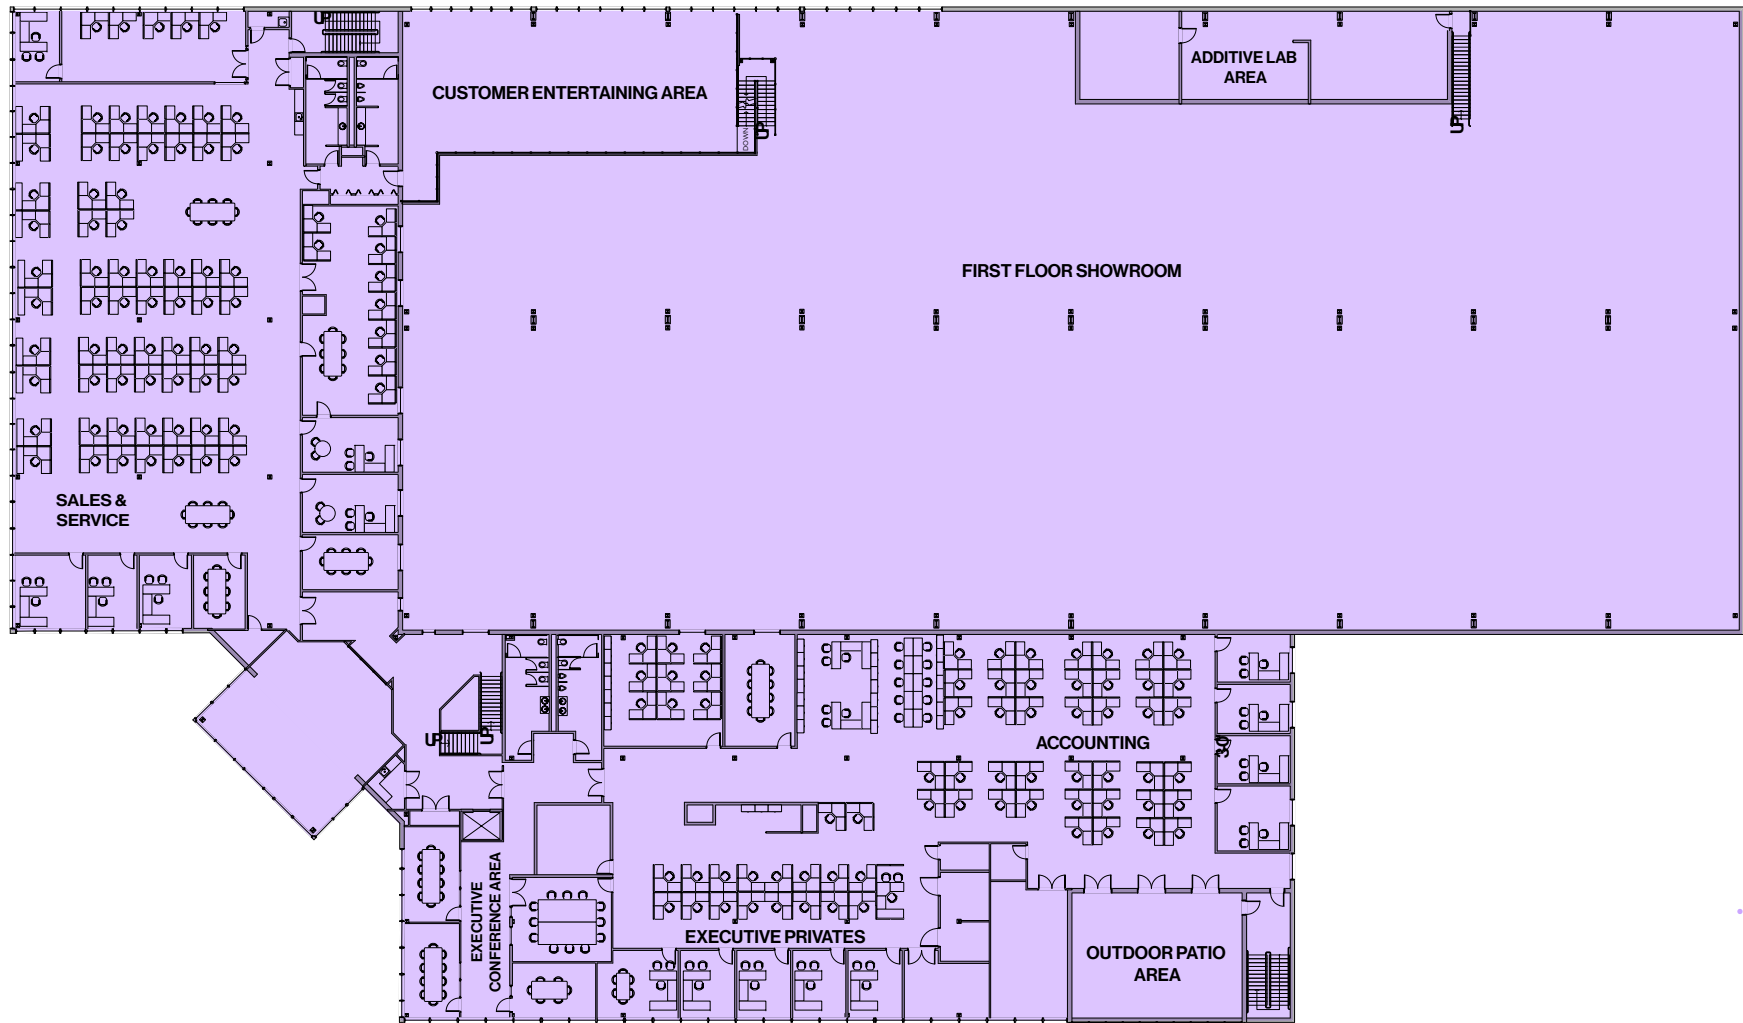 UP
CUSTOMER ENTERTAINING AREA
DOWN
UP
ADDITIVE LAB
AREA
UP
FIRST FLOOR SHOWROOM
SALES &
SERVICE
UP
UP
ACCOUNTING
EXECUTIVE
CONFERENCE AREA
EXECUTIVE PRIVATES
OUTDOOR PATIO
AREA